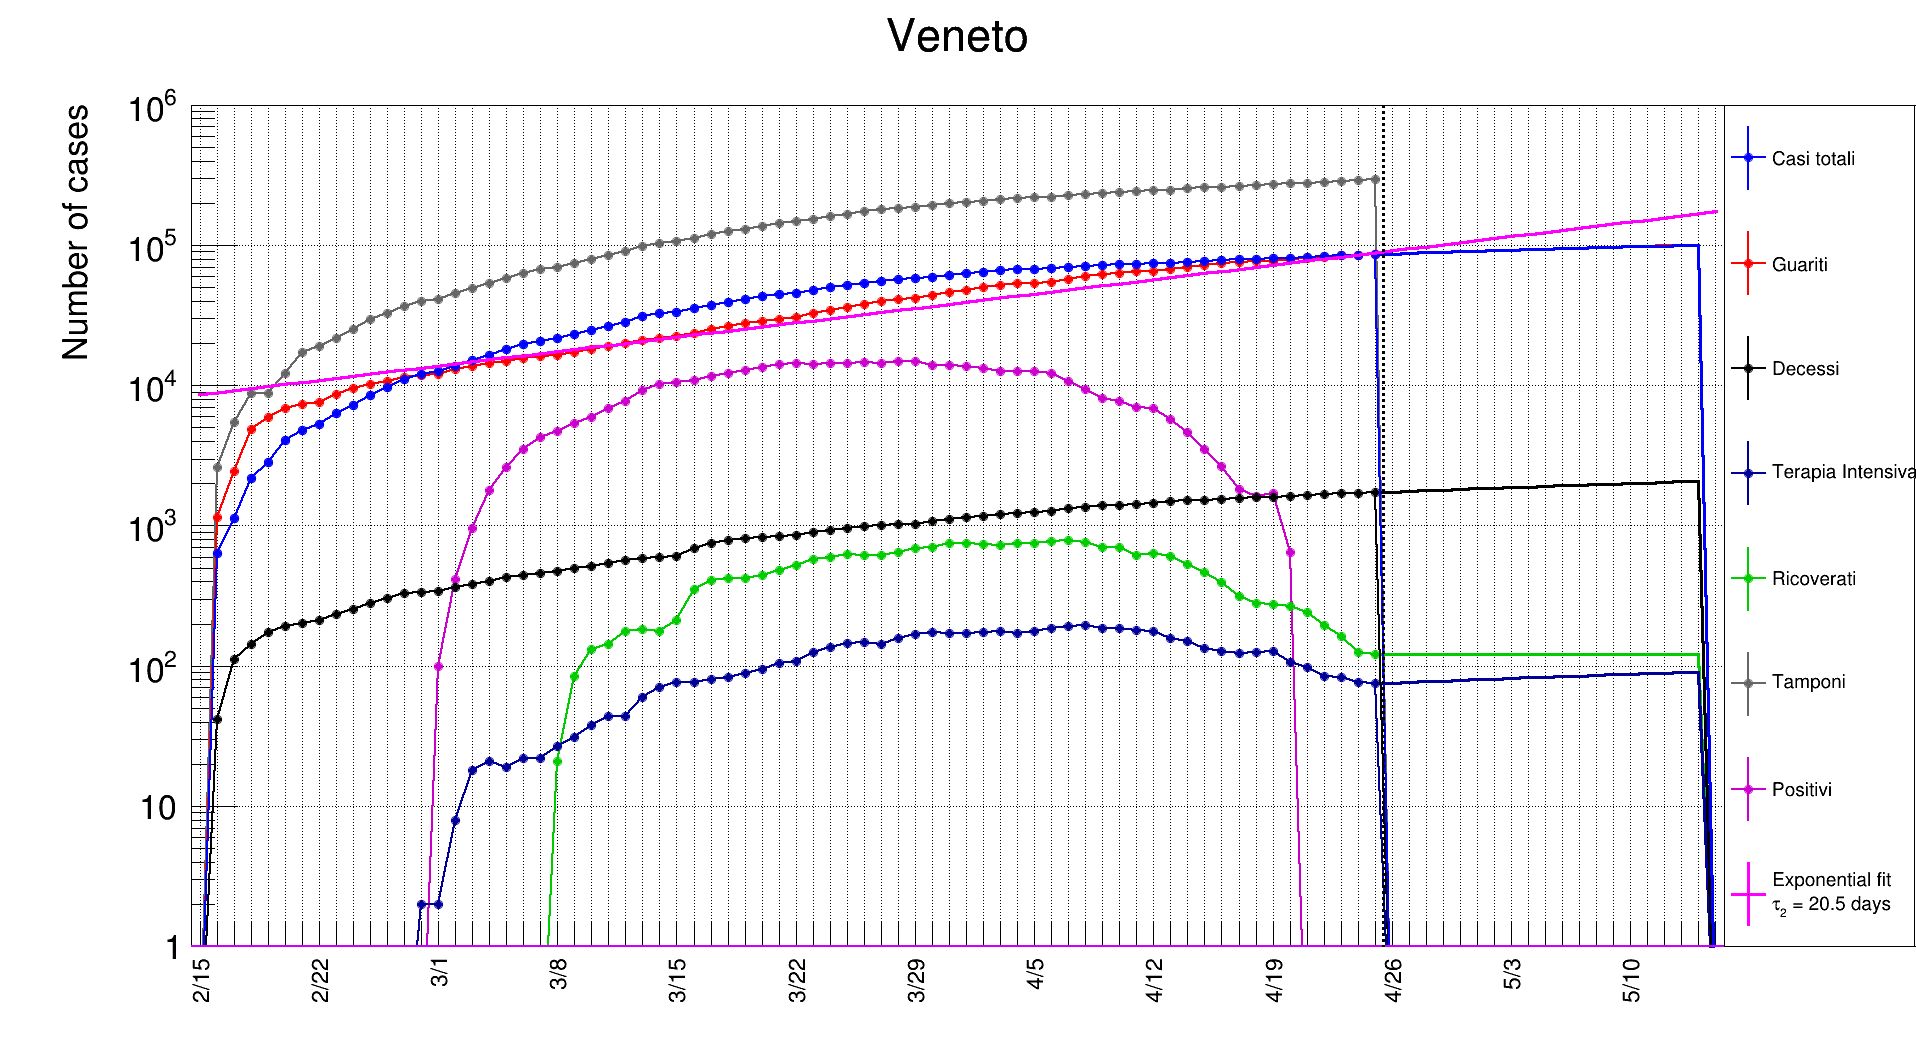 Veneto
Number of cases
10^6
10^5
10^4
10^3
10^2
10
1
2/15 2/22 3/1 3/8 3/15 3/22 3/29 4/5 4/12 4/19 4/26 5/3 5/10
Casi totali
Guariti
Decessi
Terapia Intensiva
Ricoverati
Tamponi
Positivi
Exponential fit
τ₂ = 20.5 days